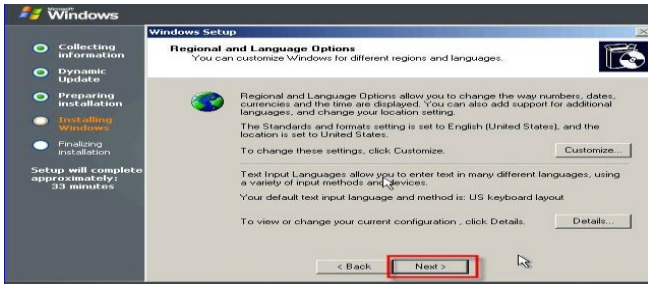 Microsoft
Windows
Collecting
information
Dynamic
Update
Preparing
installation
Installing
Windows
Finalizing
installation
Setup will complete
approximately:
33 minutes
Windows Setup
Regional and Language Options
You can customize Windows for different regions and languages.
Regional and Language Options allow you to change the way numbers, dates,
currencies and the time are displayed. You can also add support for additional
languages, and change your location setting.
The Standards and formats setting is set to English (United States), and the
location is set to United States.
To change these settings, click Customize.
Customize...
Text Input Languages allow you to enter text in many different languages, using
a variety of input methods and devices.
Your default text input language and method is: US keyboard layout
To view or change your current configuration , click Details.
Details...
< Back
Next >